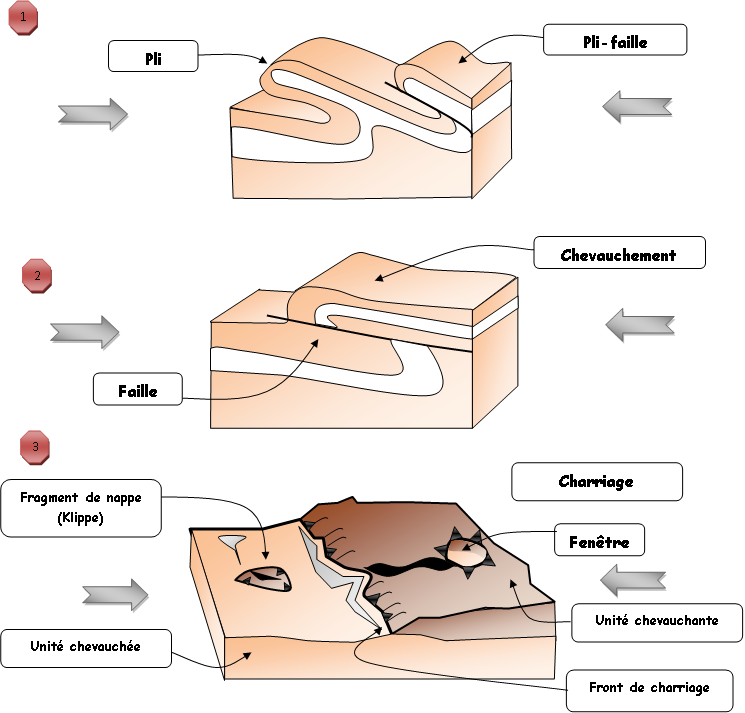 1
Pli
Pli-faille
2
Chevauchement
Faille
3
Fragment de nappe
(Klippe)
Charriage
Fenêtre
Unité chevauchante
Unité chevauchée
Front de charriage